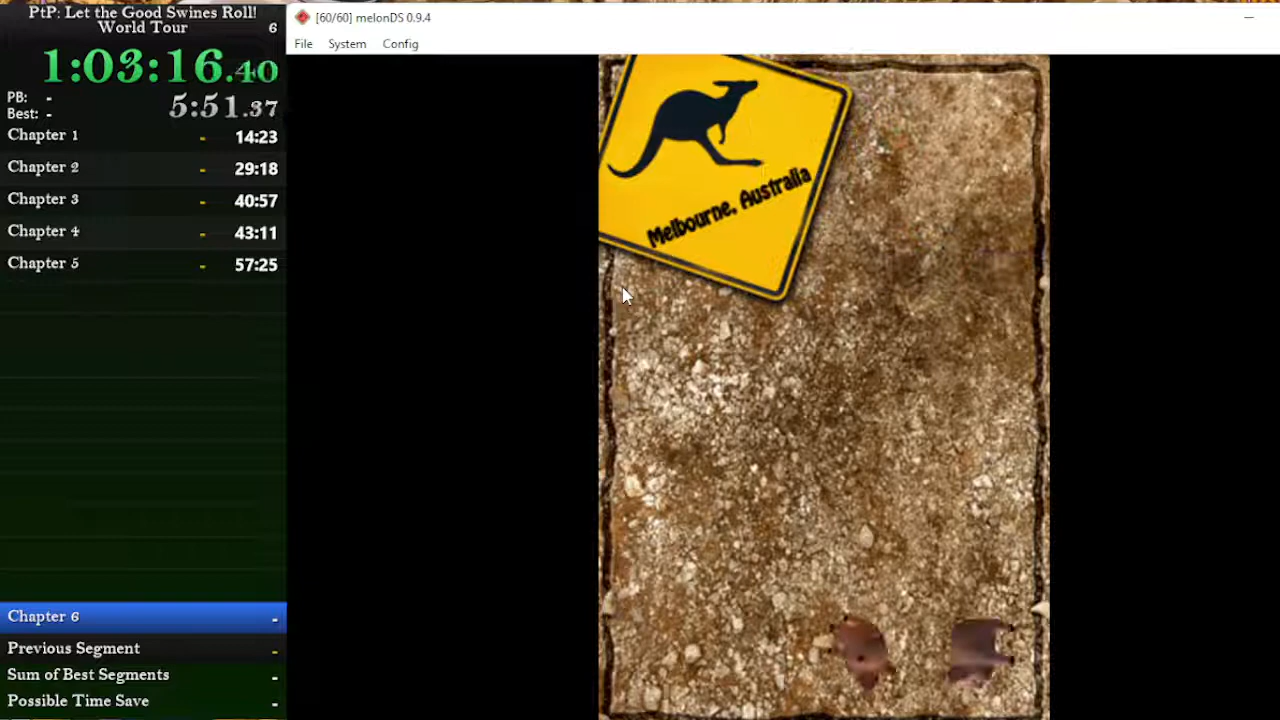 PtP: Let the Good Swines Roll!
World Tour 6
1:03:16.40
PB: -
5:51.37
Best: -
Chapter 1 - 14:23
Chapter 2 - 29:18
Chapter 3 - 40:57
Chapter 4 - 43:11
Chapter 5 - 57:25
Chapter 6 -
Previous Segment -
Sum of Best Segments -
Possible Time Save -
[60/60] melonDS 0.9.4
File System Config
Melbourne, Australia